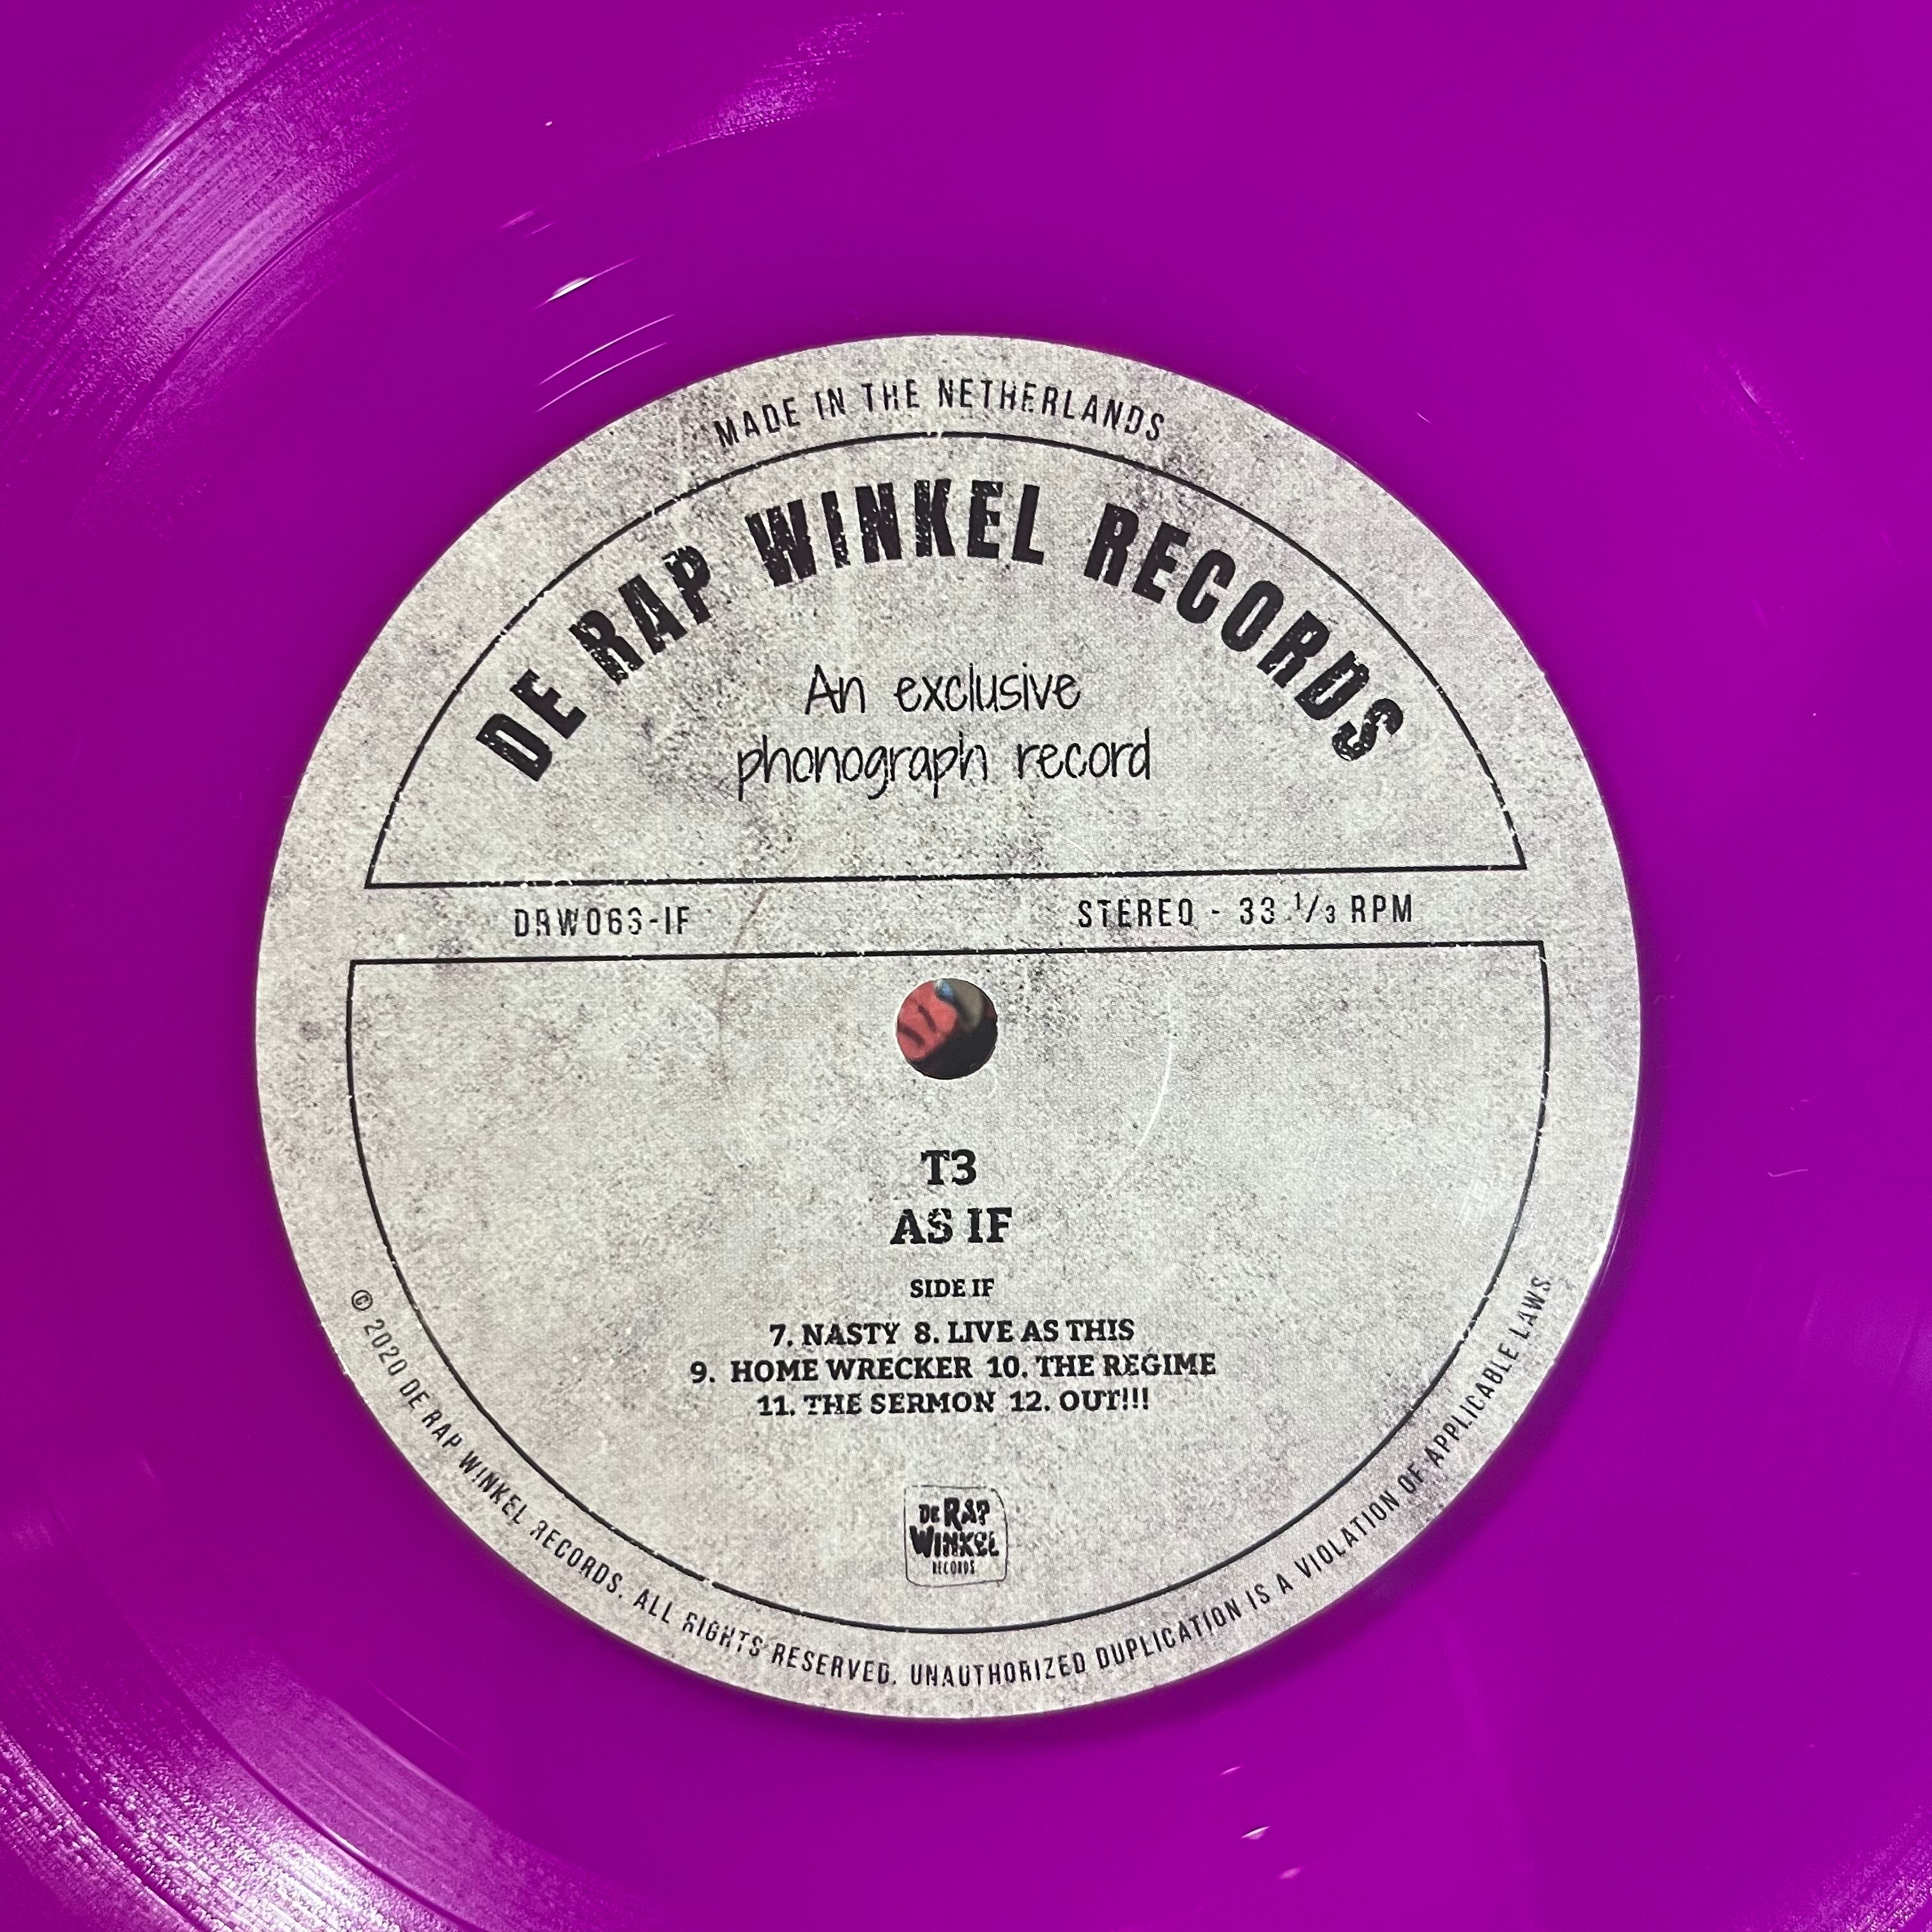 MADE IN THE NETHERLANDS
DE RAP WINKEL RECORDS
An exclusive
phonograph record
DRW063-IF
STEREO - 33 1/3 RPM
T3
AS IF
SIDE IF
7. NASTY 8. LIVE AS THIS
9. HOME WRECKER 10. THE REGIME
11. THE SERMON 12. OUT!!!
DE RAP
WINKEL
RECORDS
© 2020 DE RAP WINKEL RECORDS. ALL RIGHTS RESERVED. UNAUTHORIZED DUPLICATION IS A VIOLATION OF APPLICABLE LAWS